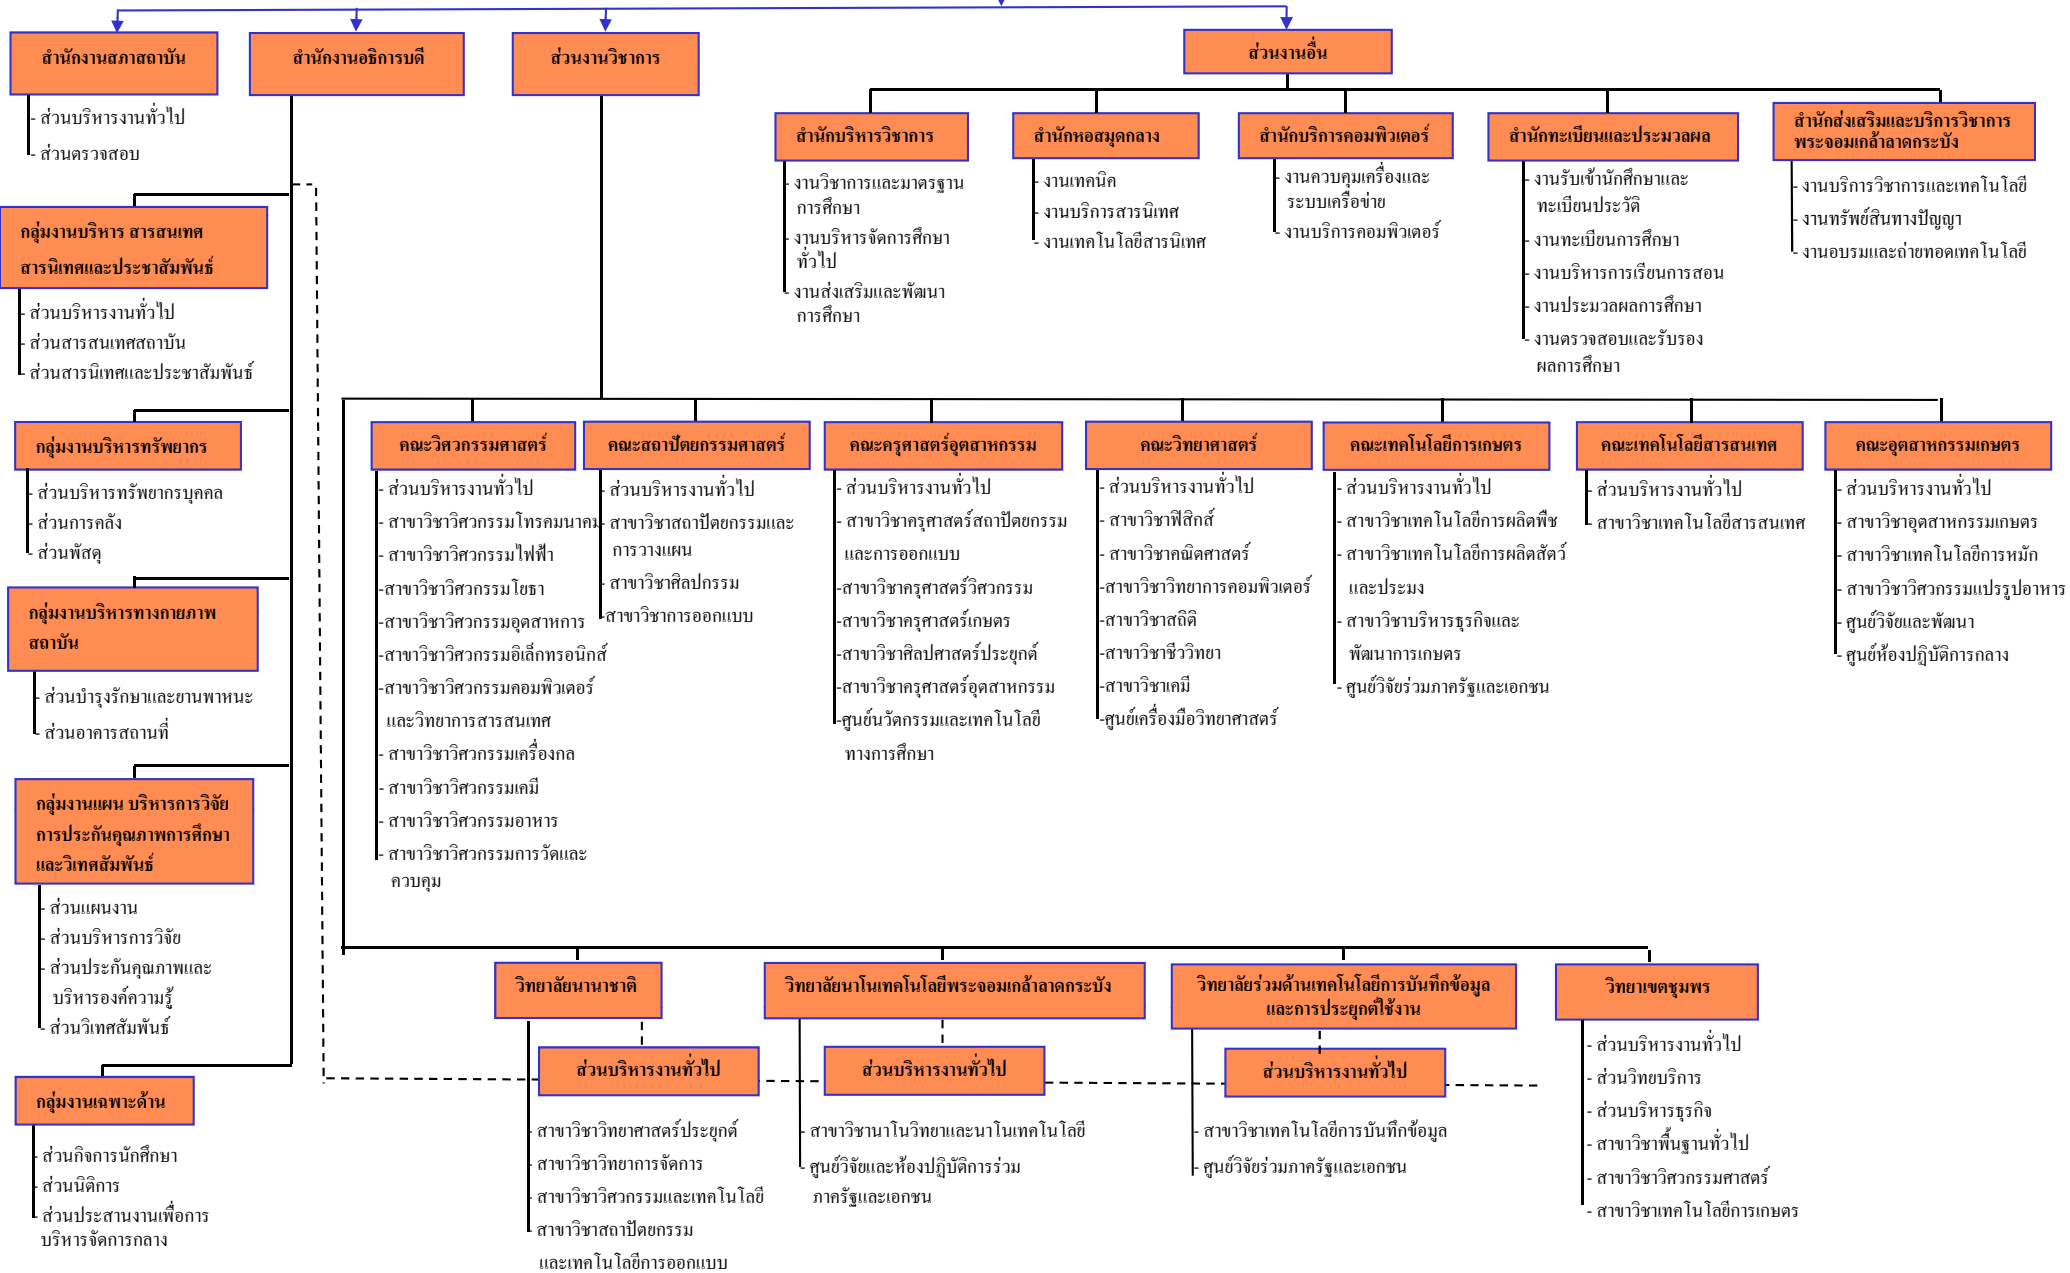 สำนักงานสภาสถาบัน
- ส่วนบริหารงานทั่วไป
- ส่วนตรวจสอบ
สำนักงานอธิการบดี
กลุ่มงานบริหาร สารสนเทศ
สารนิเทศและประชาสัมพันธ์
- ส่วนบริหารงานทั่วไป
- ส่วนสารสนเทศสถาบัน
- ส่วนสารนิเทศและประชาสัมพันธ์
กลุ่มงานบริหารทรัพยากร
- ส่วนบริหารทรัพยากรบุคคล
- ส่วนการคลัง
- ส่วนพัสดุ
กลุ่มงานบริหารทางกายภาพ
สถาบัน
- ส่วนบำรุงรักษาและยานพาหนะ
- ส่วนอาคารสถานที่
กลุ่มงานแผน บริหารการวิจัย
การประกันคุณภาพการศึกษา
และวิเทศสัมพันธ์
- ส่วนแผนงาน
- ส่วนบริหารการวิจัย
- ส่วนประกันคุณภาพและ
บริหารองค์ความรู้
- ส่วนวิเทศสัมพันธ์
กลุ่มงานเฉพาะด้าน
- ส่วนกิจการนักศึกษา
- ส่วนนิติการ
- ส่วนประสานงานเพื่อการ
บริหารจัดการกลาง
ส่วนงานวิชาการ
ส่วนงานอื่น
สำนักบริหารวิชาการ
- งานวิชาการและมาตรฐาน
การศึกษา
- งานบริหารจัดการศึกษา
ทั่วไป
- งานส่งเสริมและพัฒนา
การศึกษา
สำนักหอสมุดกลาง
- งานเทคนิค
- งานบริการสารนิเทศ
- งานเทคโนโลยีสารนิเทศ
สำนักบริการคอมพิวเตอร์
- งานควบคุมเครื่องและ
ระบบเครือข่าย
- งานบริการคอมพิวเตอร์
สำนักทะเบียนและประมวลผล
- งานรับเข้านักศึกษาและ
ทะเบียนประวัติ
- งานทะเบียนการศึกษา
- งานบริหารการเรียนการสอน
- งานประมวลผลการศึกษา
- งานตรวจสอบและรับรอง
ผลการศึกษา
สำนักส่งเสริมและบริการวิชาการ
พระจอมเกล้าลาดกระบัง
- งานบริการวิชาการและเทคโนโลยี
- งานทรัพย์สินทางปัญญา
- งานอบรมและถ่ายทอดเทคโนโลยี
คณะวิศวกรรมศาสตร์
- ส่วนบริหารงานทั่วไป
- สาขาวิชาวิศวกรรมโทรคมนาคม
- สาขาวิชาวิศวกรรมไฟฟ้า
-สาขาวิชาวิศวกรรมโยธา
-สาขาวิชาวิศวกรรมอุตสาหการ
-สาขาวิชาวิศวกรรมอิเล็กทรอนิกส์
-สาขาวิชาวิศวกรรมคอมพิวเตอร์
และวิทยาการสารสนเทศ
- สาขาวิชาวิศวกรรมเครื่องกล
- สาขาวิชาวิศวกรรมเคมี
- สาขาวิชาวิศวกรรมอาหาร
- สาขาวิชาวิศวกรรมการวัดและ
ควบคุม
คณะสถาปัตยกรรมศาสตร์
- ส่วนบริหารงานทั่วไป
- สาขาวิชาสถาปัตยกรรมและ
การวางแผน
- สาขาวิชาศิลปกรรม
-สาขาวิชาการออกแบบ
คณะครุศาสตร์อุตสาหกรรม
- ส่วนบริหารงานทั่วไป
- สาขาวิชาครุศาสตร์สถาปัตยกรรม
และการออกแบบ
-สาขาวิชาครุศาสตร์วิศวกรรม
-สาขาวิชาครุศาสตร์เกษตร
-สาขาวิชาศิลปศาสตร์ประยุกต์
-สาขาวิชาครุศาสตร์อุตสาหกรรม
-ศูนย์นวัตกรรมและเทคโนโลยี
ทางการศึกษา
คณะวิทยาศาสตร์
- ส่วนบริหารงานทั่วไป
- สาขาวิชาฟิสิกส์
- สาขาวิชาคณิตศาสตร์
-สาขาวิชาวิทยาการคอมพิวเตอร์
-สาขาวิชาสถิติ
-สาขาวิชาชีววิทยา
-สาขาวิชาเคมี
-ศูนย์เครื่องมือวิทยาศาสตร์
คณะเทคโนโลยีการเกษตร
- ส่วนบริหารงานทั่วไป
- สาขาวิชาเทคโนโลยีการผลิตพืช
- สาขาวิชาเทคโนโลยีการผลิตสัตว์
และประมง
- สาขาวิชาบริหารธุรกิจและ
พัฒนาการเกษตร
- ศูนย์วิจัยร่วมภาครัฐและเอกชน
คณะเทคโนโลยีสารสนเทศ
- ส่วนบริหารงานทั่วไป
- สาขาวิชาเทคโนโลยีสารสนเทศ
คณะอุตสาหกรรมเกษตร
- ส่วนบริหารงานทั่วไป
- สาขาวิชาอุตสาหกรรมเกษตร
- สาขาวิชาเทคโนโลยีการหมัก
- สาขาวิชาวิศวกรรมแปรรูปอาหาร
- ศูนย์วิจัยและพัฒนา
- ศูนย์ห้องปฏิบัติการกลาง
วิทยาลัยนานาชาติ
ส่วนบริหารงานทั่วไป
- สาขาวิชาวิทยาศาสตร์ประยุกต์
- สาขาวิชาวิทยาการจัดการ
- สาขาวิชาวิศวกรรมและเทคโนโลยี
- สาขาวิชาสถาปัตยกรรม
และเทคโนโลยีการออกแบบ
วิทยาลัยนาโนเทคโนโลยีพระจอมเกล้าลาดกระบัง
ส่วนบริหารงานทั่วไป
- สาขาวิชานาโนวิทยาและนาโนเทคโนโลยี
- ศูนย์วิจัยและห้องปฏิบัติการร่วม
ภาครัฐและเอกชน
วิทยาลัยร่วมด้านเทคโนโลยีการบันทึกข้อมูล
และการประยุกต์ใช้งาน
ส่วนบริหารงานทั่วไป
- สาขาวิชาเทคโนโลยีการบันทึกข้อมูล
- ศูนย์วิจัยร่วมภาครัฐและเอกชน
วิทยาเขตชุมพร
- ส่วนบริหารงานทั่วไป
- ส่วนวิทยบริการ
- ส่วนบริหารธุรกิจ
- สาขาวิชาพื้นฐานทั่วไป
- สาขาวิชาวิศวกรรมศาสตร์
- สาขาวิชาเทคโนโลยีการเกษตร